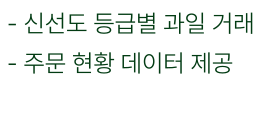 - 신선도 등급별 과일 거래
- 주문 현황 데이터 제공